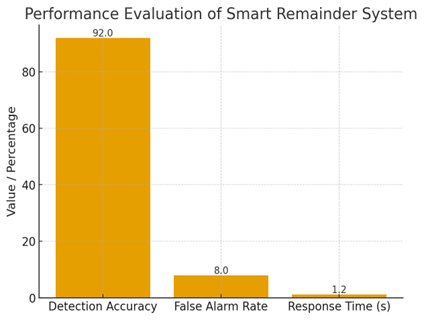 Performance Evaluation of Smart Remainder System
Value / Percentage
80
60
40
20
0
92.0
8.0
1.2
Detection Accuracy
False Alarm Rate
Response Time (s)